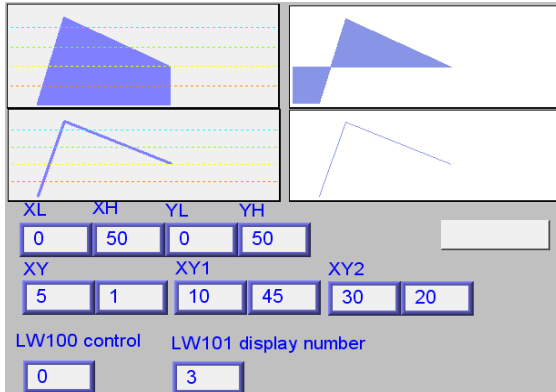 XL XH YL YH
0 50 0 50
XY XY1 XY2
5 1 10 45 30 20
LW100 control LW101 display number
0 3